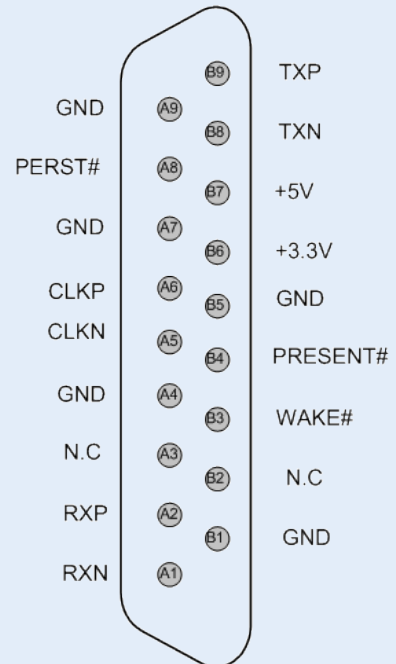 B9 TXP
GND A9
B8 TXN
PERST# A8
B7 +5V
GND A7
B6 +3.3V
CLKP A6
B5 GND
CLKN A5
B4 PRESENT#
GND A4
B3 WAKE#
N.C A3
B2 N.C
RXP A2
B1 GND
RXN A1